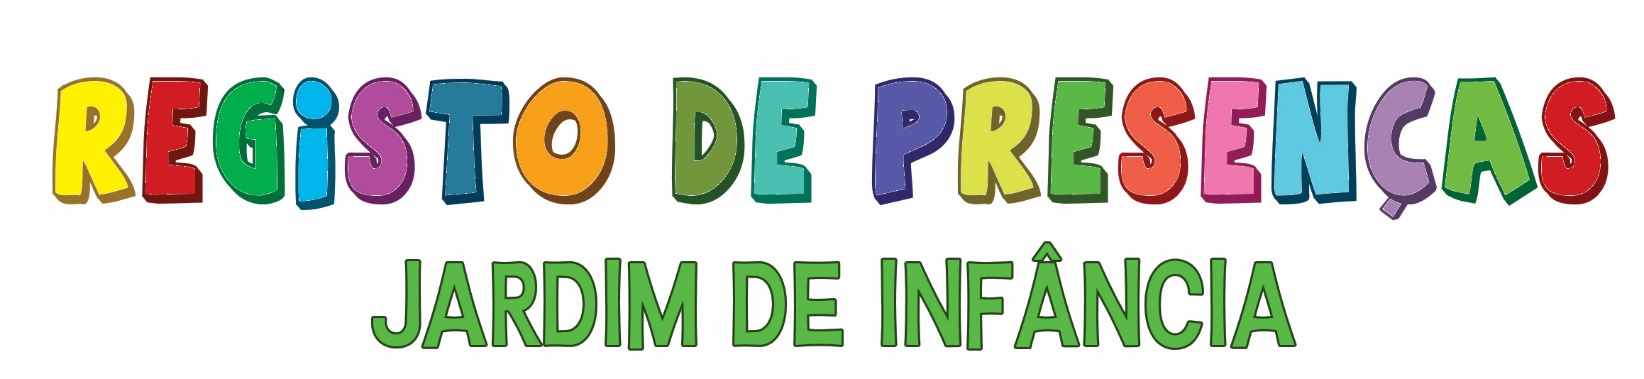 REGiSTO DE PRESENÇAS
JARDIM DE INFÂNCIA